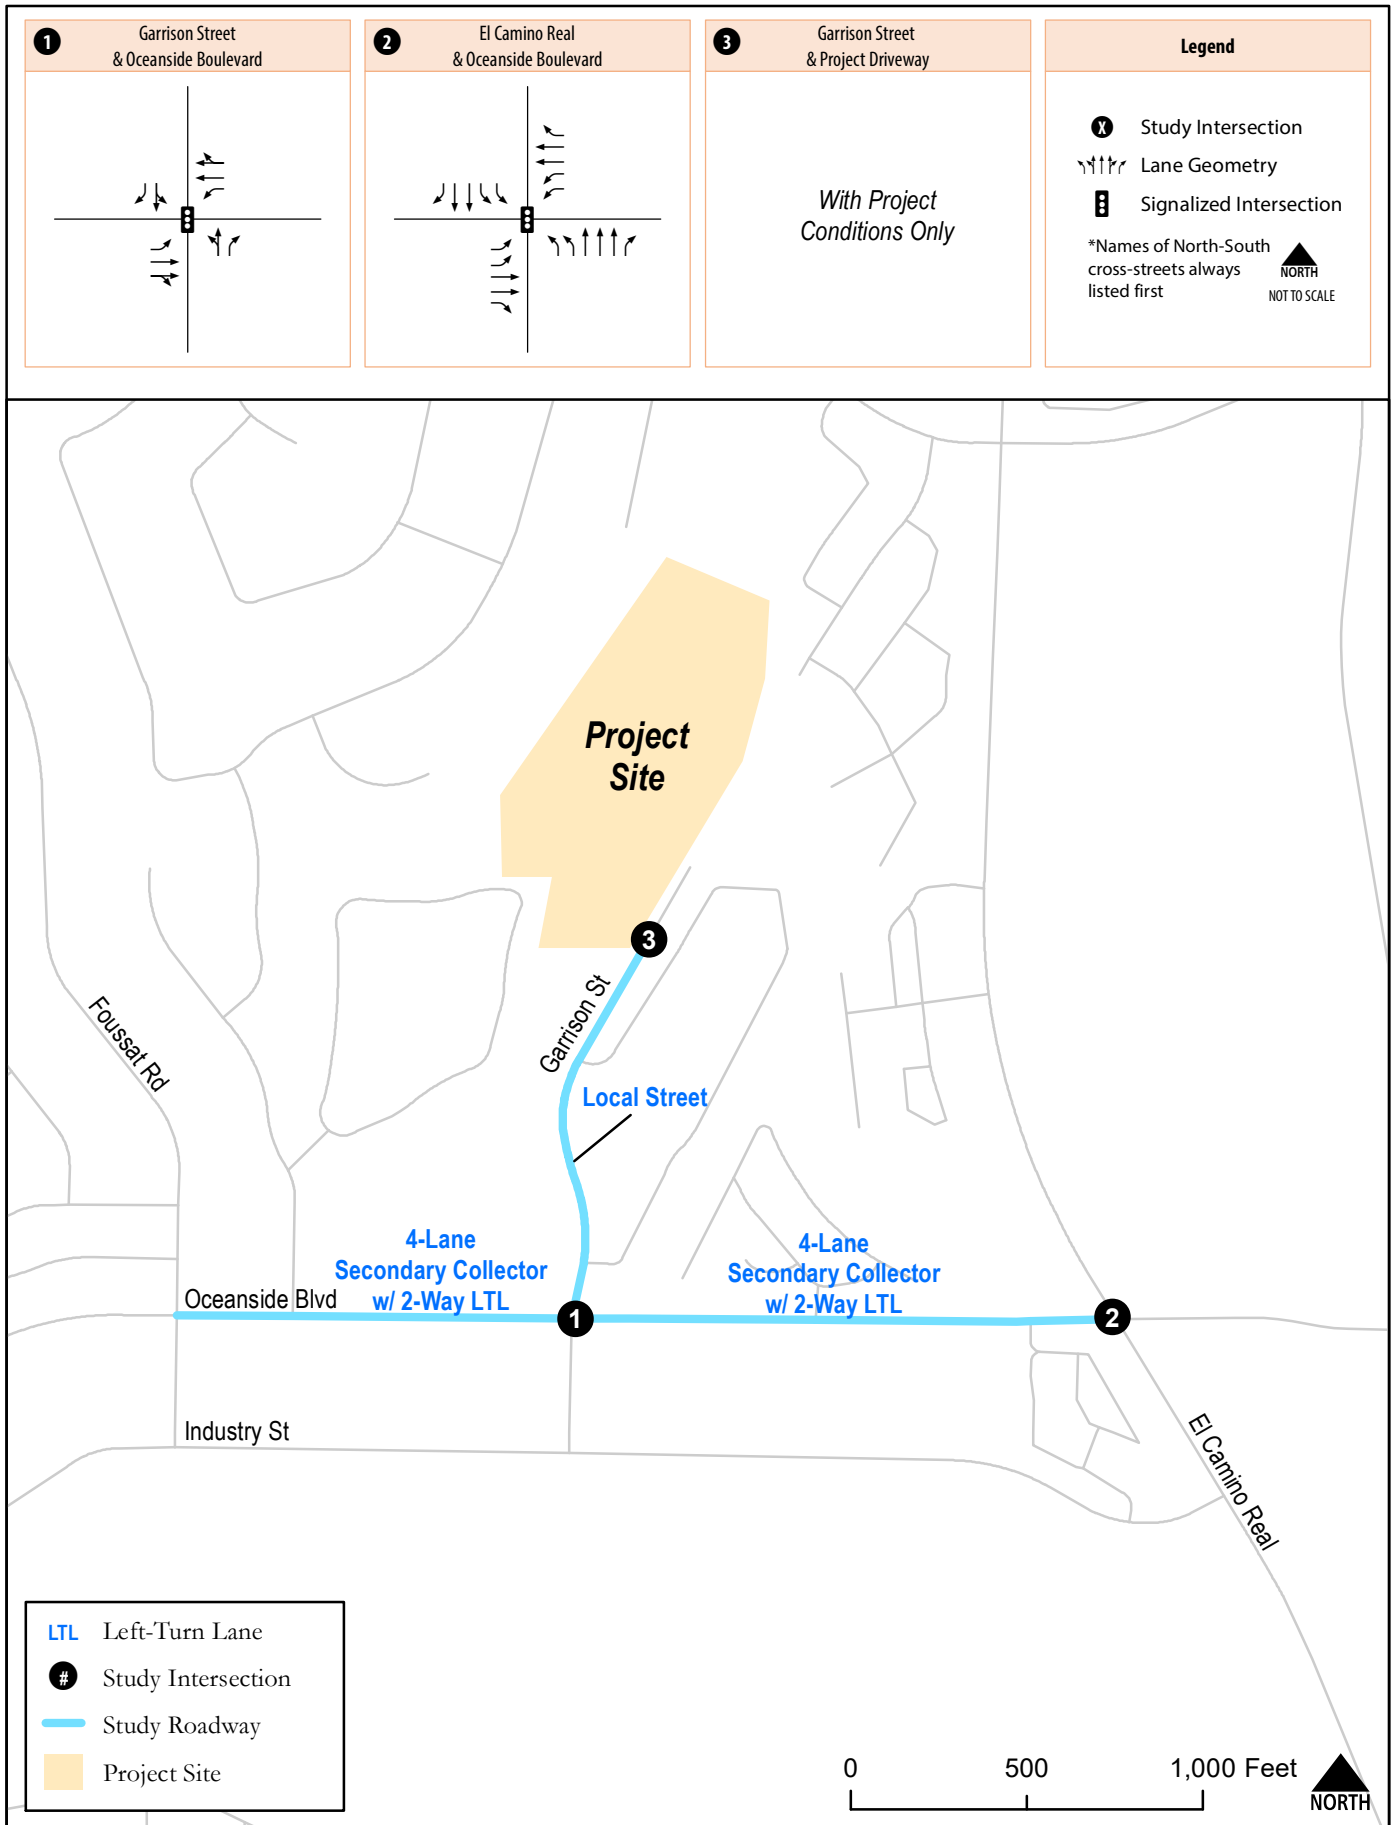 1
Garrison Street
& Oceanside Boulevard
2
El Camino Real
& Oceanside Boulevard
3
Garrison Street
& Project Driveway
With Project
Conditions Only
Legend
X Study Intersection
Lane Geometry
Signalized Intersection
*Names of North-South
cross-streets always
listed first
NORTH
NOT TO SCALE
Project
Site
3
Garrison St
Foussat Rd
Local Street
4-Lane
Secondary Collector
w/ 2-Way LTL
4-Lane
Secondary Collector
w/ 2-Way LTL
Oceanside Blvd
1
2
Industry St
El Camino Real
LTL Left-Turn Lane
# Study Intersection
Study Roadway
Project Site
0 500 1,000 Feet
NORTH